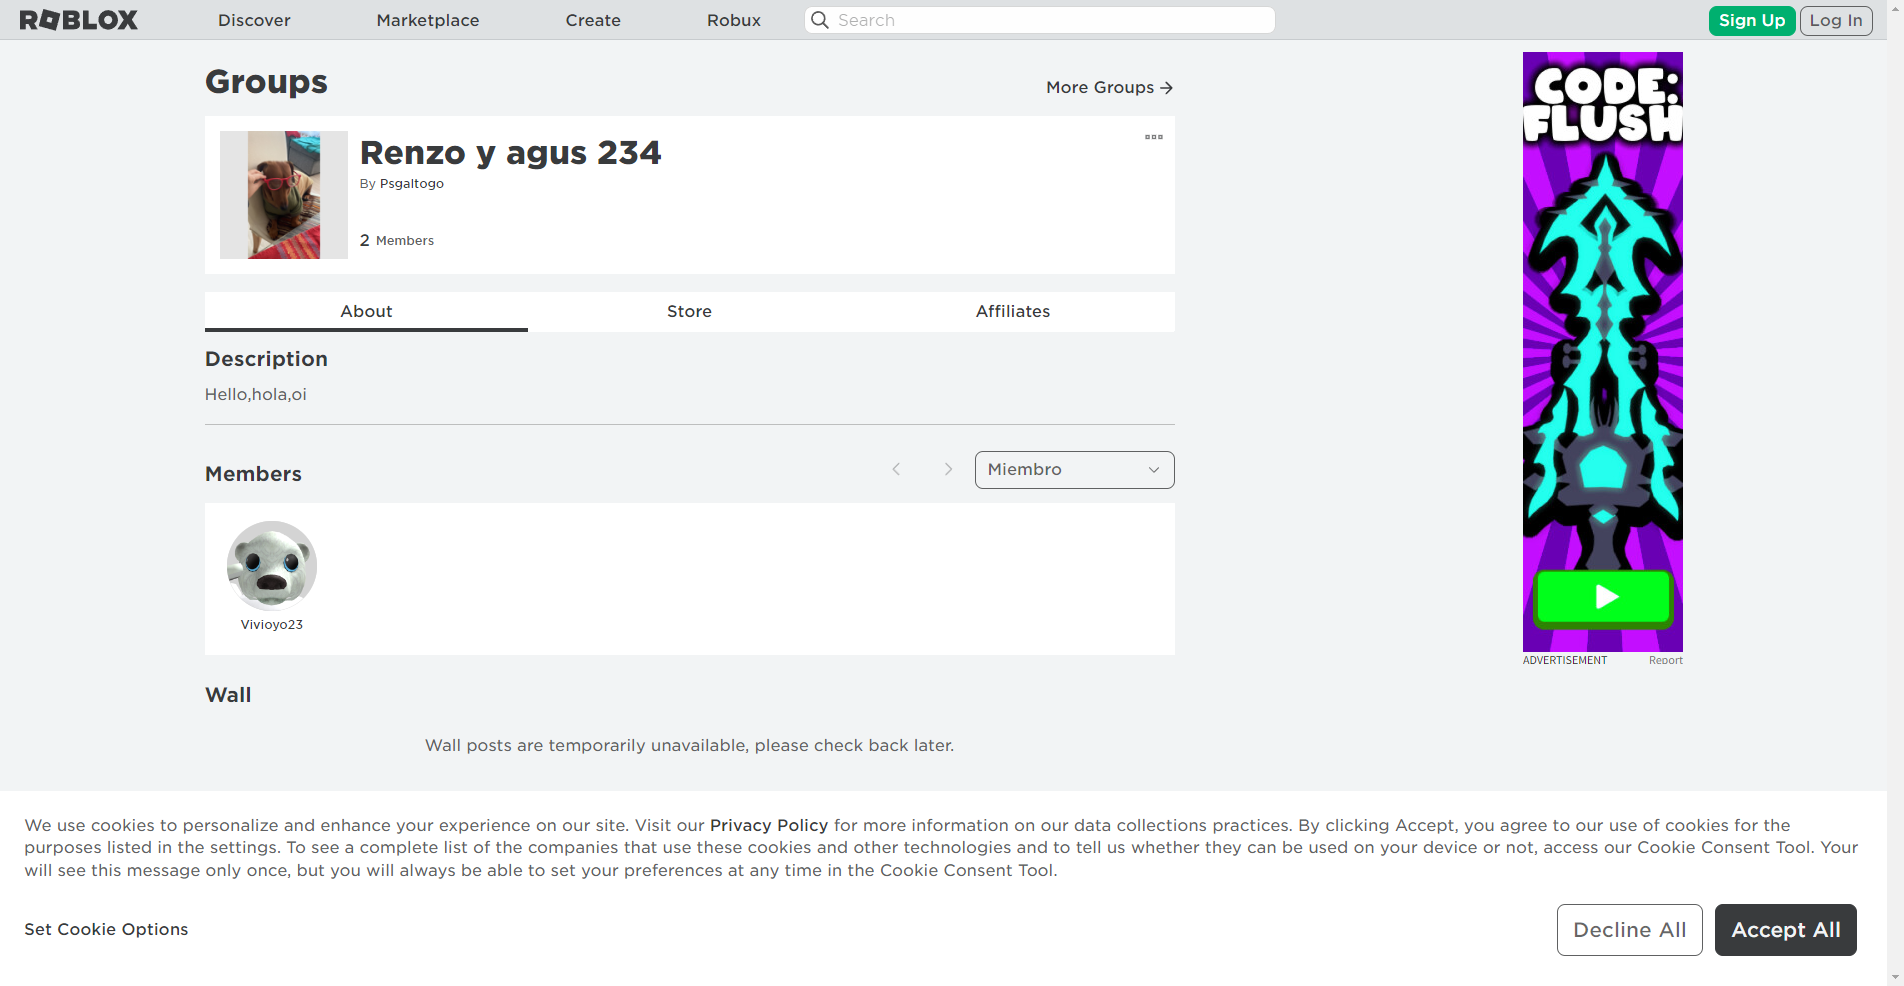 ROBLOX
Discover
Marketplace
Create
Robux
Search
Sign Up
Log In
Groups
More Groups
Renzo y agus 234
By Psgaltogo
2 Members
About
Store
Affiliates
Description
Hello,hola,oi
Members
Miembro
Vivioyo23
Wall
Wall posts are temporarily unavailable, please check back later.
CODE:
FLUSH
ADVERTISEMENT
Report
We use cookies to personalize and enhance your experience on our site. Visit our Privacy Policy for more information on our data collections practices. By clicking Accept, you agree to our use of cookies for the
purposes listed in the settings. To see a complete list of the companies that use these cookies and other technologies and to tell us whether they can be used on your device or not, access our Cookie Consent Tool. Your
will see this message only once, but you will always be able to set your preferences at any time in the Cookie Consent Tool.
Set Cookie Options
Decline All
Accept All